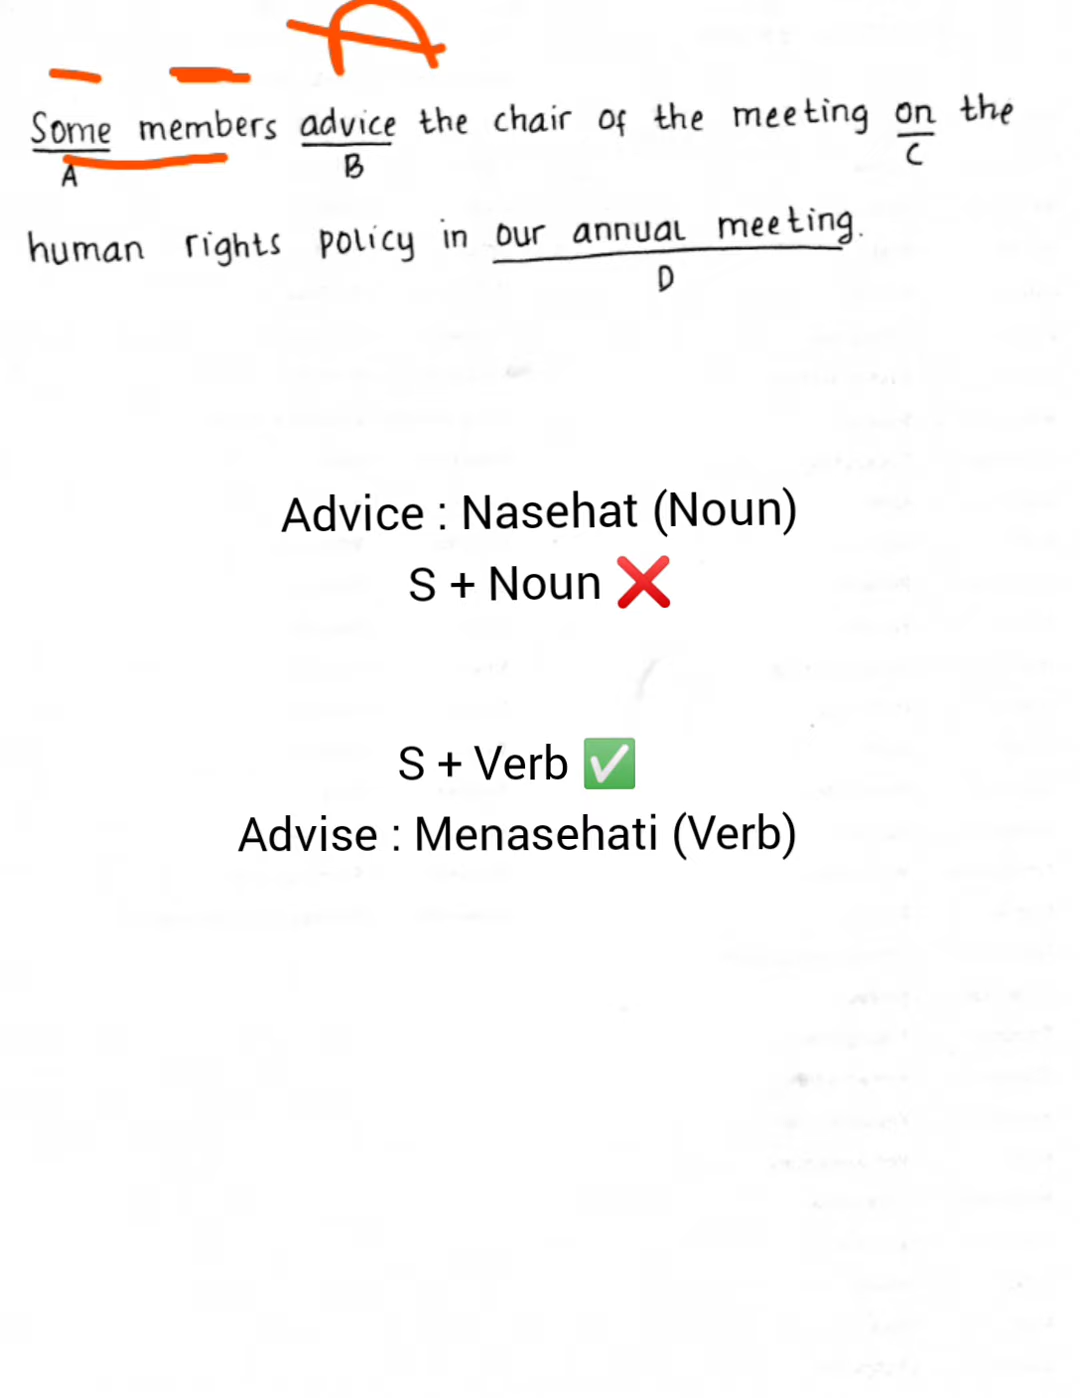 Some members advice the chair of the meeting on the
A B C
human rights policy in our annual meeting.
D
Advice : Nasehat (Noun)
S + Noun ❌
S + Verb ✅
Advise : Menasehati (Verb)